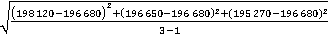 √(((198 120−196 680)² + (196 650−196 680)² + (195 270−196 680)²) / (3−1))